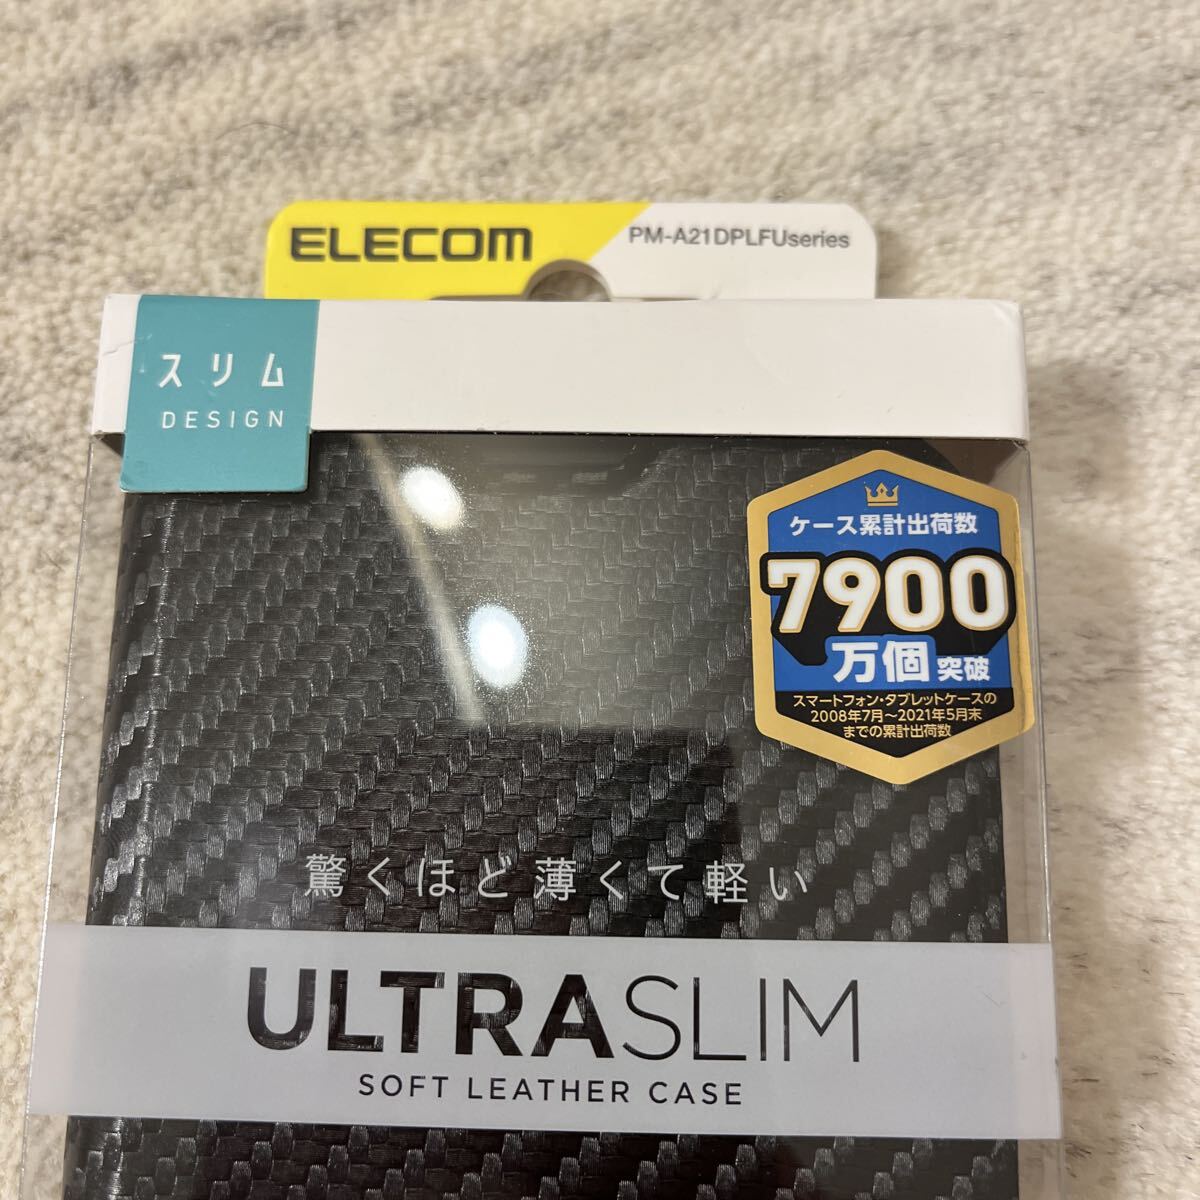 ELECOM
PM-A21DPLFUseries
スリム
DESIGN
ケース累計出荷数
7900
万個突破
スマートフォン・タブレットケースの
2008年7月〜2021年5月末
までの累計出荷数
驚くほど薄くて軽い
ULTRASLIM
SOFT LEATHER CASE